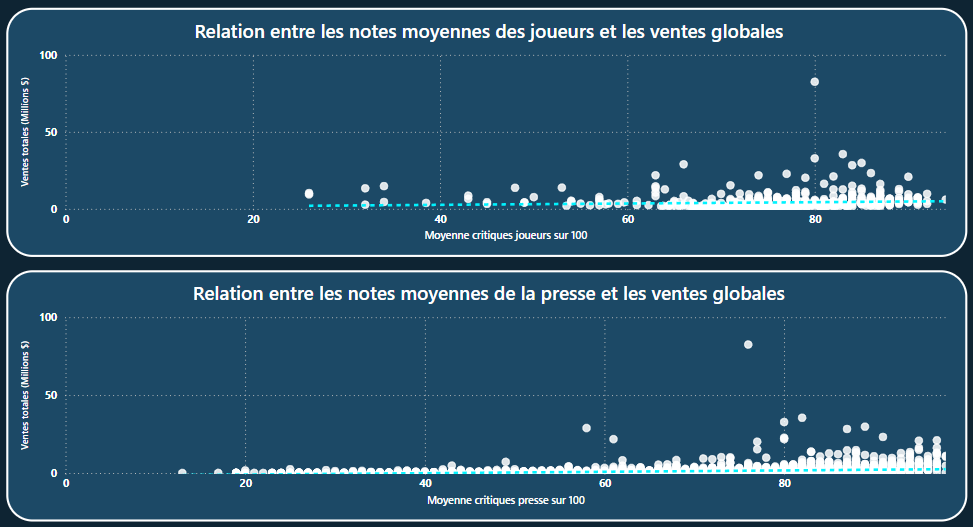 Relation entre les notes moyennes des joueurs et les ventes globales
Ventes totales (Millions $)
100
50
0
0 20 40 60 80
Moyenne critiques joueurs sur 100
Relation entre les notes moyennes de la presse et les ventes globales
Ventes totales (Millions $)
100
50
0
0 20 40 60 80
Moyenne critiques presse sur 100